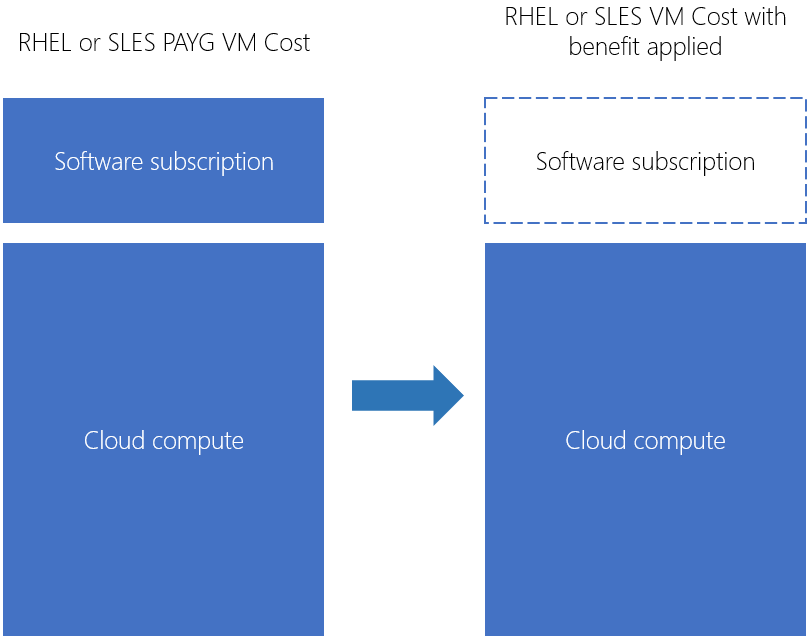 RHEL or SLES PAYG VM Cost
Software subscription
Cloud compute
RHEL or SLES VM Cost with
benefit applied
Software subscription
Cloud compute